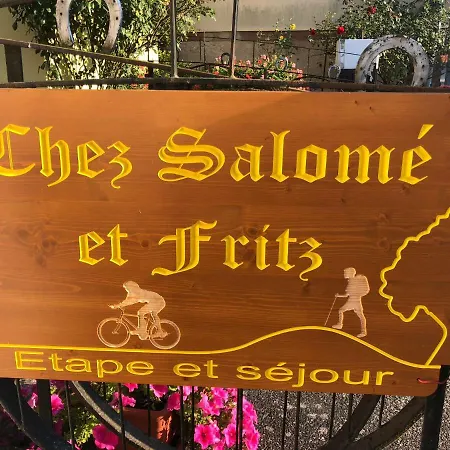 Chez Salomé
et Fritz
Etape et séjour